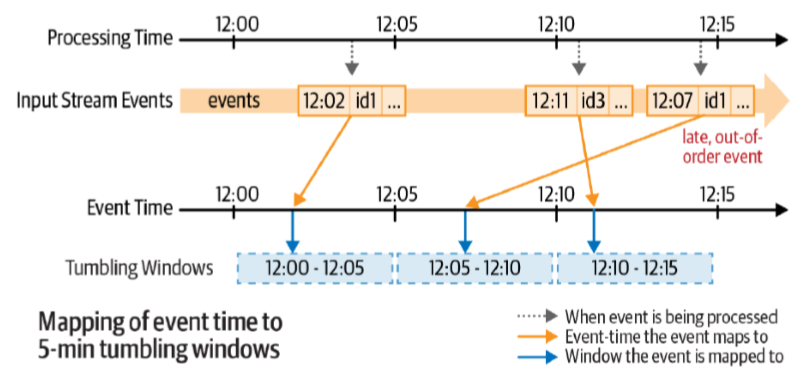 12:00 12:05 12:10 12:15
Processing Time
Input Stream Events events 12:02 id1 ... 12:11 id3 ... 12:07 id1 ...
late, out-of-
order event
12:00 12:05 12:10 12:15
Event Time
Tumbling Windows 12:00 - 12:05 12:05 - 12:10 12:10 - 12:15
Mapping of event time to
5-min tumbling windows
When event is being processed
Event-time the event maps to
Window the event is mapped to